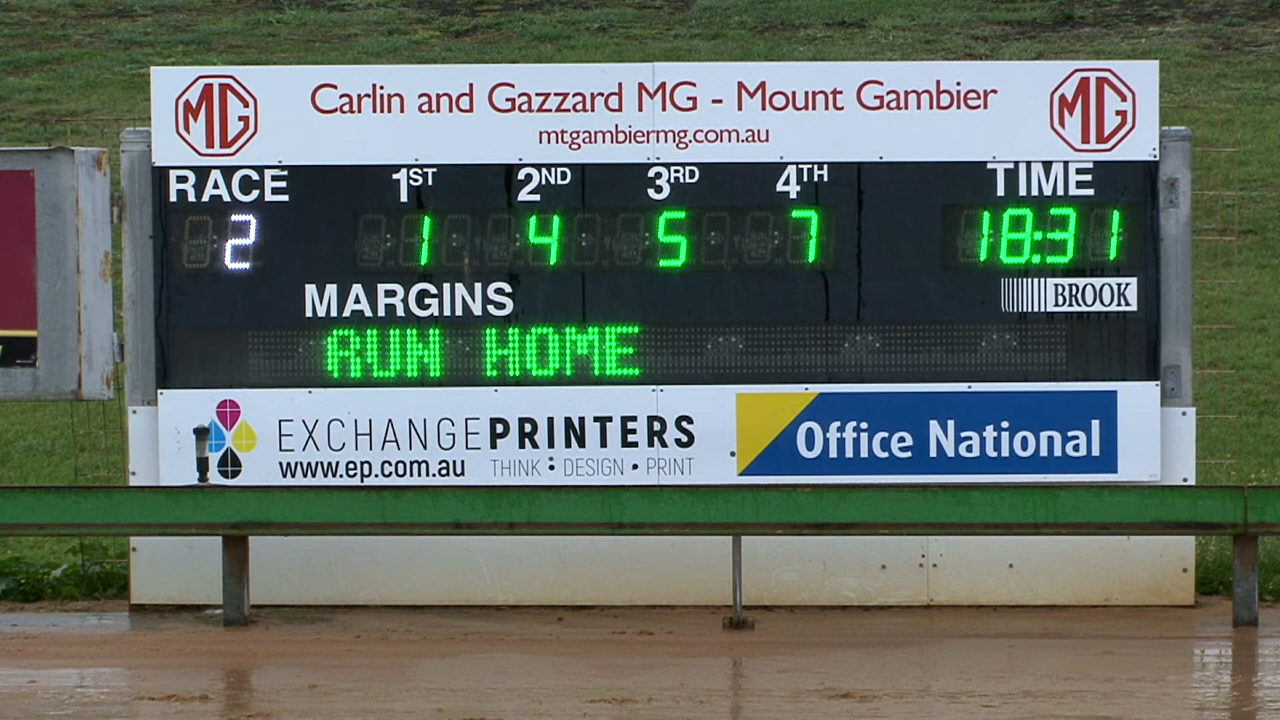 MG Carlin and Gazzard MG - Mount Gambier MG
mtgambiermg.com.au
RACE 1ST 2ND 3RD 4TH TIME
2 1 4 5 7 18:31
MARGINS BROOK
RUN HOME
EXCHANGEPRINTERS Office National
www.ep.com.au THINK : DESIGN • PRINT